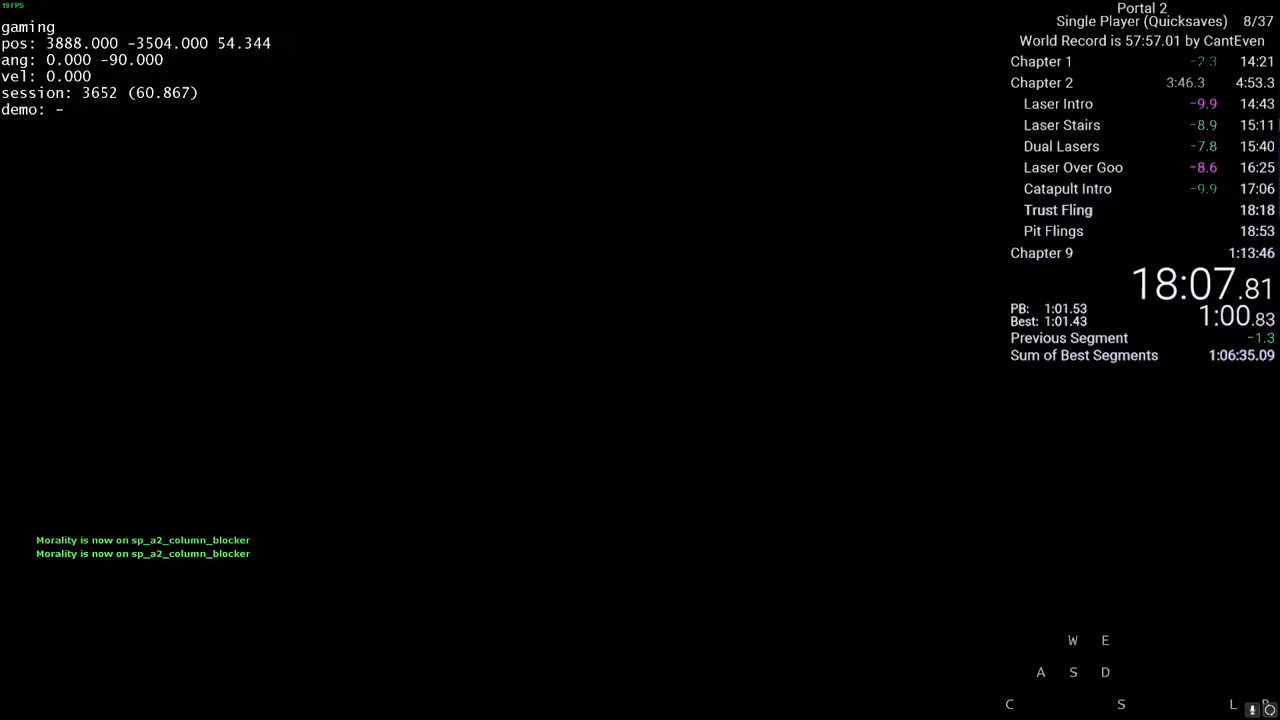 19 FPS
gaming
pos: 3888.000 -3504.000 54.344
ang: 0.000 -90.000
vel: 0.000
session: 3652 (60.867)
demo: -
Portal 2
Single Player (Quicksaves) 8/37
World Record is 57:57.01 by CantEven
Chapter 1 -2.3 14:21
Chapter 2 3:46.3 4:53.3
Laser Intro -9.9 14:43
Laser Stairs -8.9 15:11
Dual Lasers -7.8 15:40
Laser Over Goo -8.6 16:25
Catapult Intro -9.9 17:06
Trust Fling 18:18
Pit Flings 18:53
Chapter 9 1:13:46
18:07.81
PB: 1:01.53
Best: 1:01.43
1:00.83
Previous Segment -1.3
Sum of Best Segments 1:06:35.09
Morality is now on sp_a2_column_blocker
Morality is now on sp_a2_column_blocker
W E
A S D
C S L